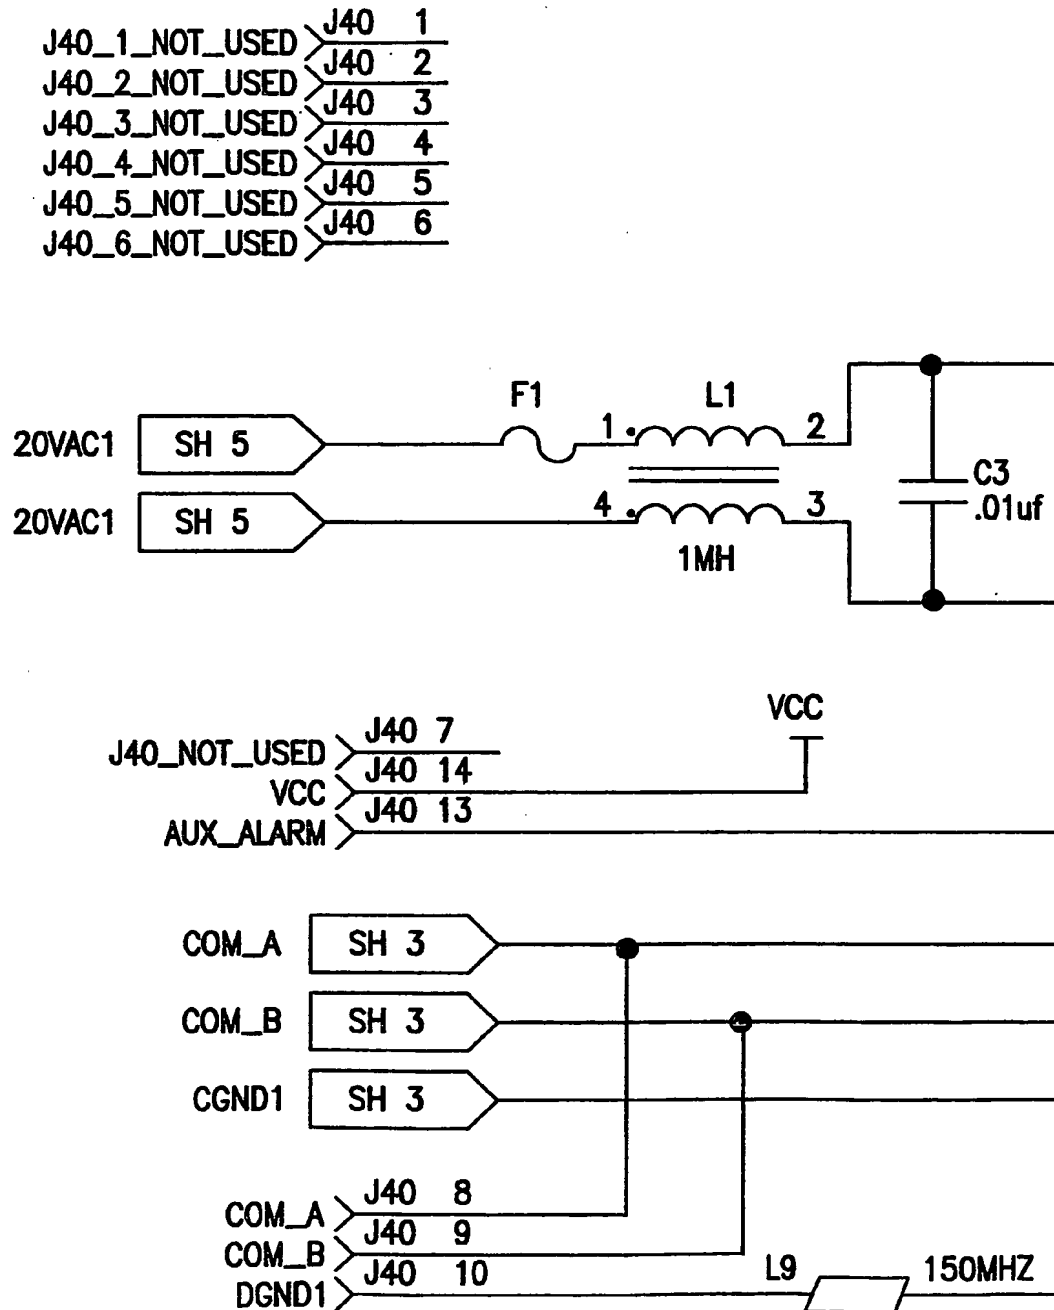 J40 1
J40_1_NOT_USED
J40 2
J40_2_NOT_USED
J40 3
J40_3_NOT_USED
J40 4
J40_4_NOT_USED
J40 5
J40_5_NOT_USED
J40 6
J40_6_NOT_USED
F1 L1
20VAC1 SH 5 1 2
C3
.01uf
20VAC1 SH 5 4 3
1MH
VCC
J40 7
J40_NOT_USED
J40 14
VCC
J40 13
AUX_ALARM
COM_A SH 3
COM_B SH 3
CGND1 SH 3
J40 8
COM_A
J40 9
COM_B
J40 10 L9 150MHZ
DGND1